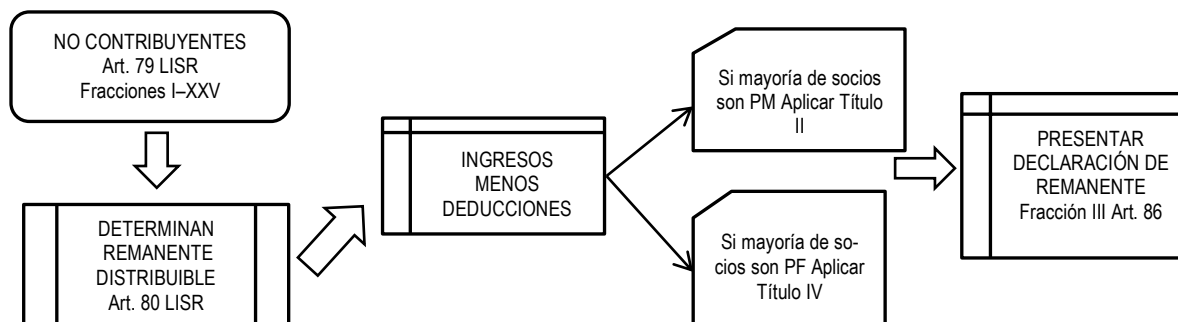 NO CONTRIBUYENTES
Art. 79 LISR
Fracciones I–XXV
DETERMINAN
REMANENTE
DISTRIBUIBLE
Art. 80 LISR
INGRESOS
MENOS
DEDUCCIONES
Si mayoría de socios
son PM Aplicar Título
II
Si mayoría de so-
cios son PF Aplicar
Título IV
PRESENTAR
DECLARACIÓN DE
REMANENTE
Fracción III Art. 86